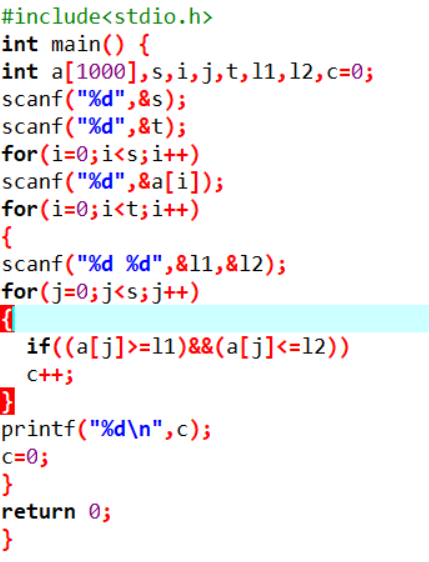 #include<stdio.h>
int main() {
int a[1000],s,i,j,t,l1,l2,c=0;
scanf("%d",&s);
scanf("%d",&t);
for(i=0;i<s;i++)
scanf("%d",&a[i]);
for(i=0;i<t;i++)
{
scanf("%d %d",&l1,&l2);
for(j=0;j<s;j++)
{
if((a[j]>=l1)&&(a[j]<=l2))
c++;
}
printf("%d\n",c);
c=0;
}
return 0;
}